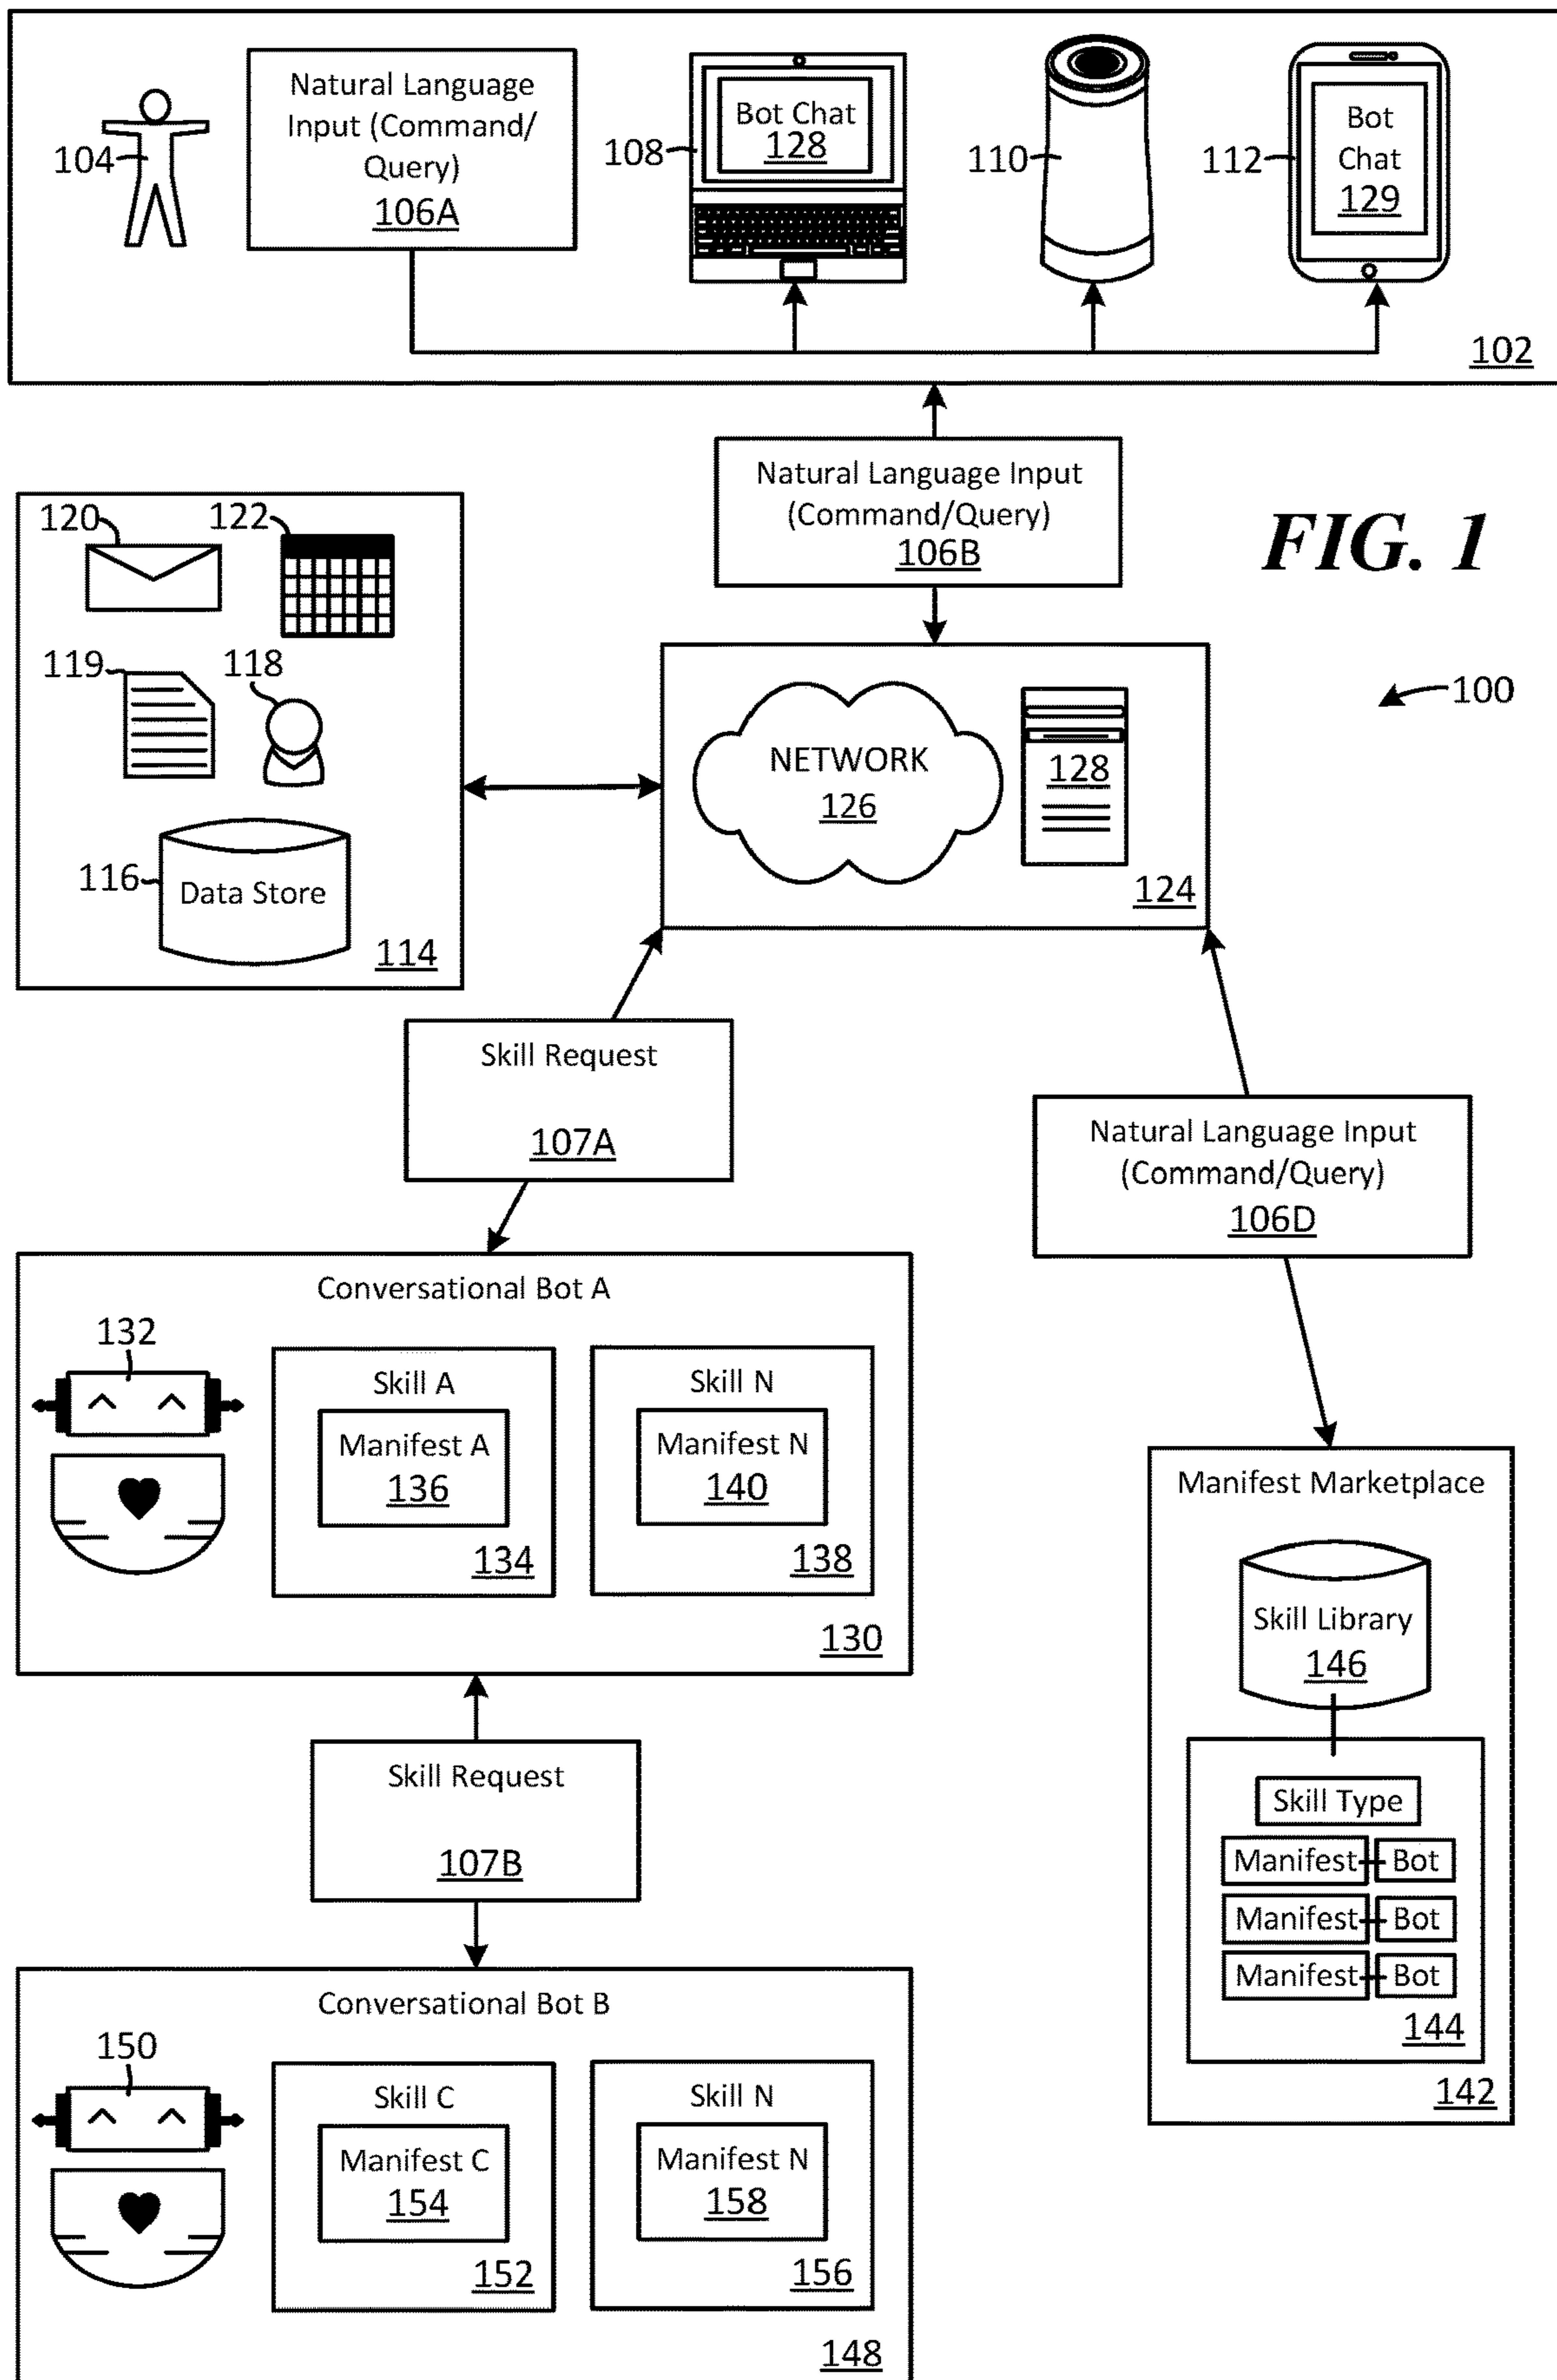 104
Natural Language
Input (Command/
Query)
106A
108
Bot Chat
128
110
112
Bot
Chat
129
102
Natural Language Input
(Command/Query)
106B
FIG. 1
100
120
122
119
118
116
Data Store
114
NETWORK
126
128
124
Skill Request
107A
Natural Language Input
(Command/Query)
106D
Conversational Bot A
132
Skill A
Manifest A
136
134
Skill N
Manifest N
140
138
130
Manifest Marketplace
Skill Library
146
Skill Type
Manifest Bot
Manifest Bot
Manifest Bot
144
142
Skill Request
107B
Conversational Bot B
150
Skill C
Manifest C
154
152
Skill N
Manifest N
158
156
148